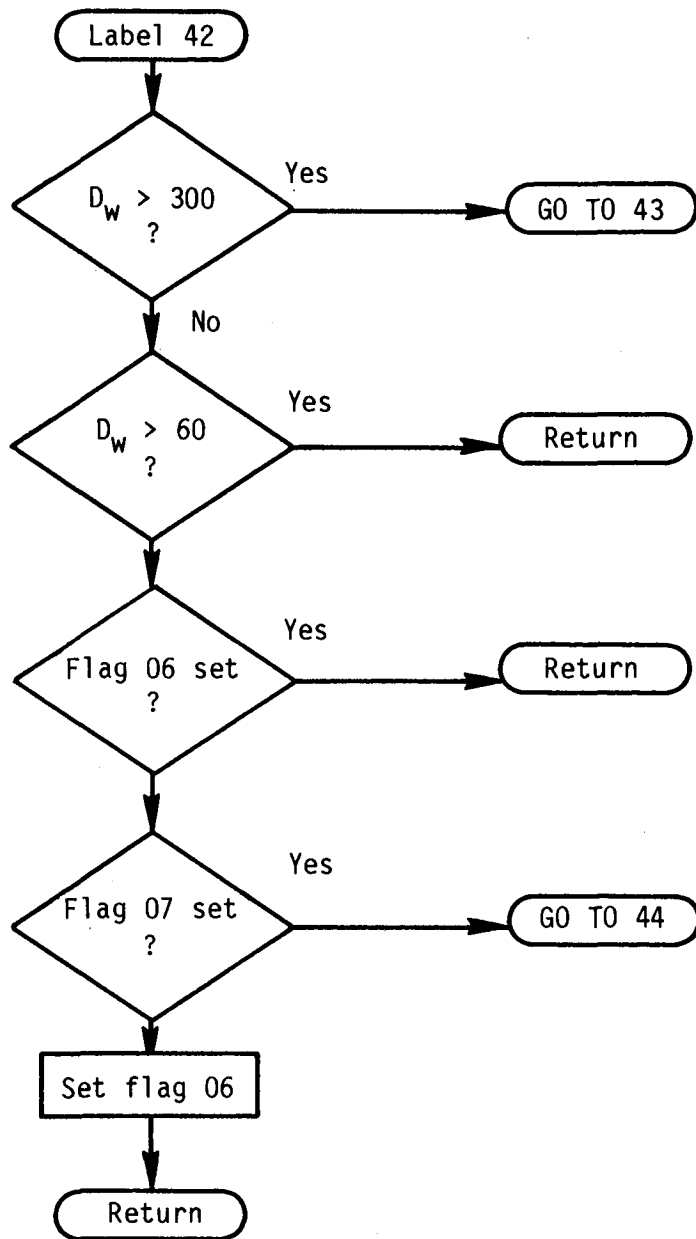 Label 42
D_w > 300
?
Yes
GO TO 43
No
D_w > 60
?
Yes
Return
Flag 06 set
?
Yes
Return
Flag 07 set
?
Yes
GO TO 44
Set flag 06
Return